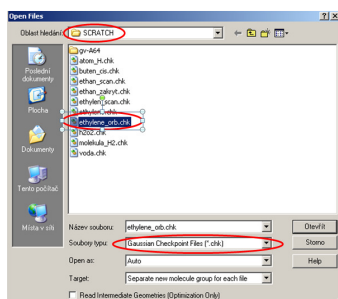 Open Files
Oblast hledání:
SCRATCH
gv-A64
atom_H.chk
buten_cis.chk
ethan_scan.chk
ethan_zakryt.chk
ethylen_scan.chk
ethylene_orb.chk
h2o2.chk
molekula_H2.chk
voda.chk
Poslední dokumenty
Plocha
Dokumenty
Tento počítač
Místa v síti
Název souboru:
ethylene_orb.chk
Otevřít
Soubory typu:
Gaussian Checkpoint Files (*.chk)
Storno
Open as:
Auto
Help
Target:
Separate new molecule group for each file
Read Intermediate Geometries (Optimization Only)